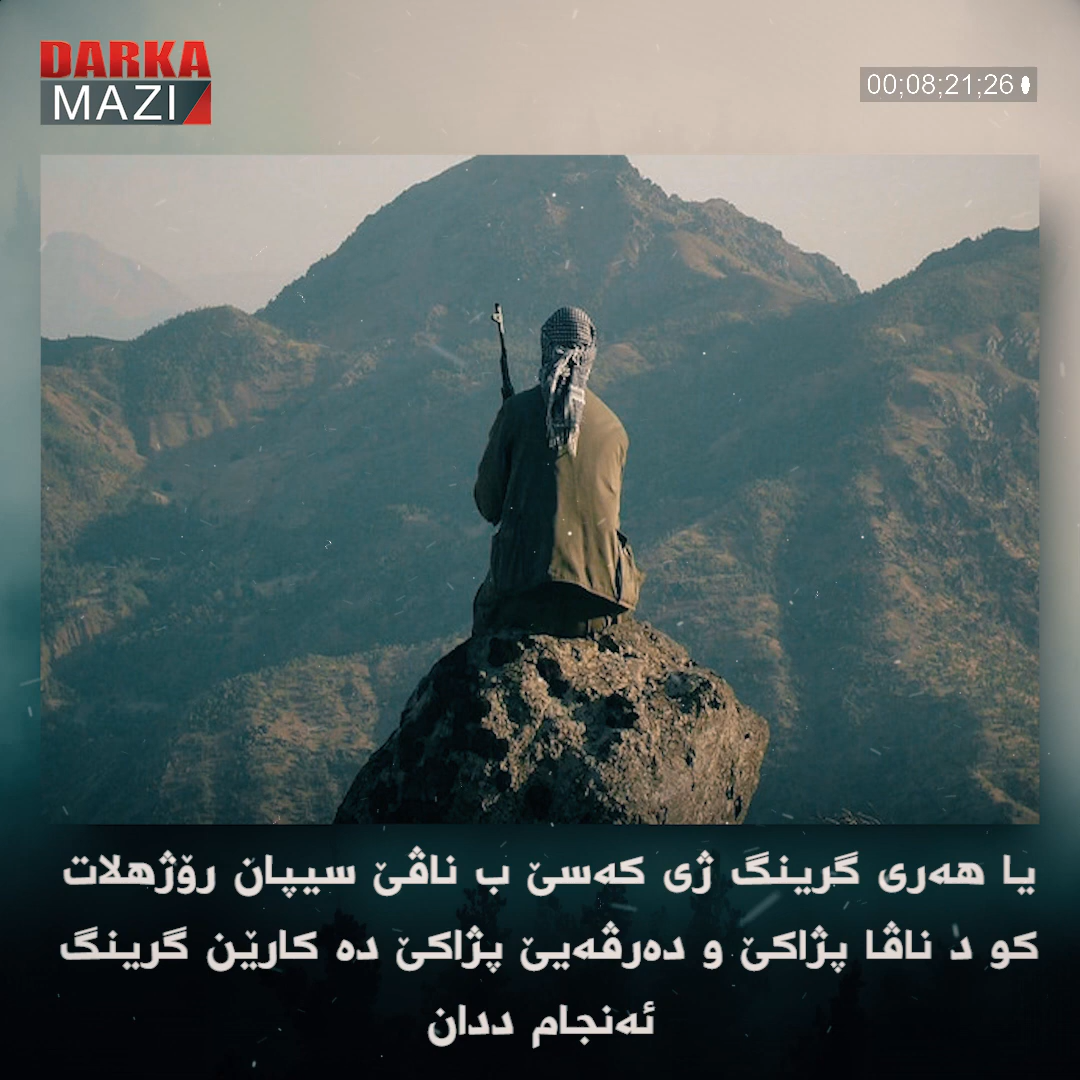 DARKA
MAZI
00;08;21;26
یا هەری گرینگ ژی کەسێ ب ناڤێ سیپان رۆژهلات
کو د ناڤا پژاکێ و دەرڤەیێ پژاکێ دە کارێن گرینگ
ئەنجام ددان